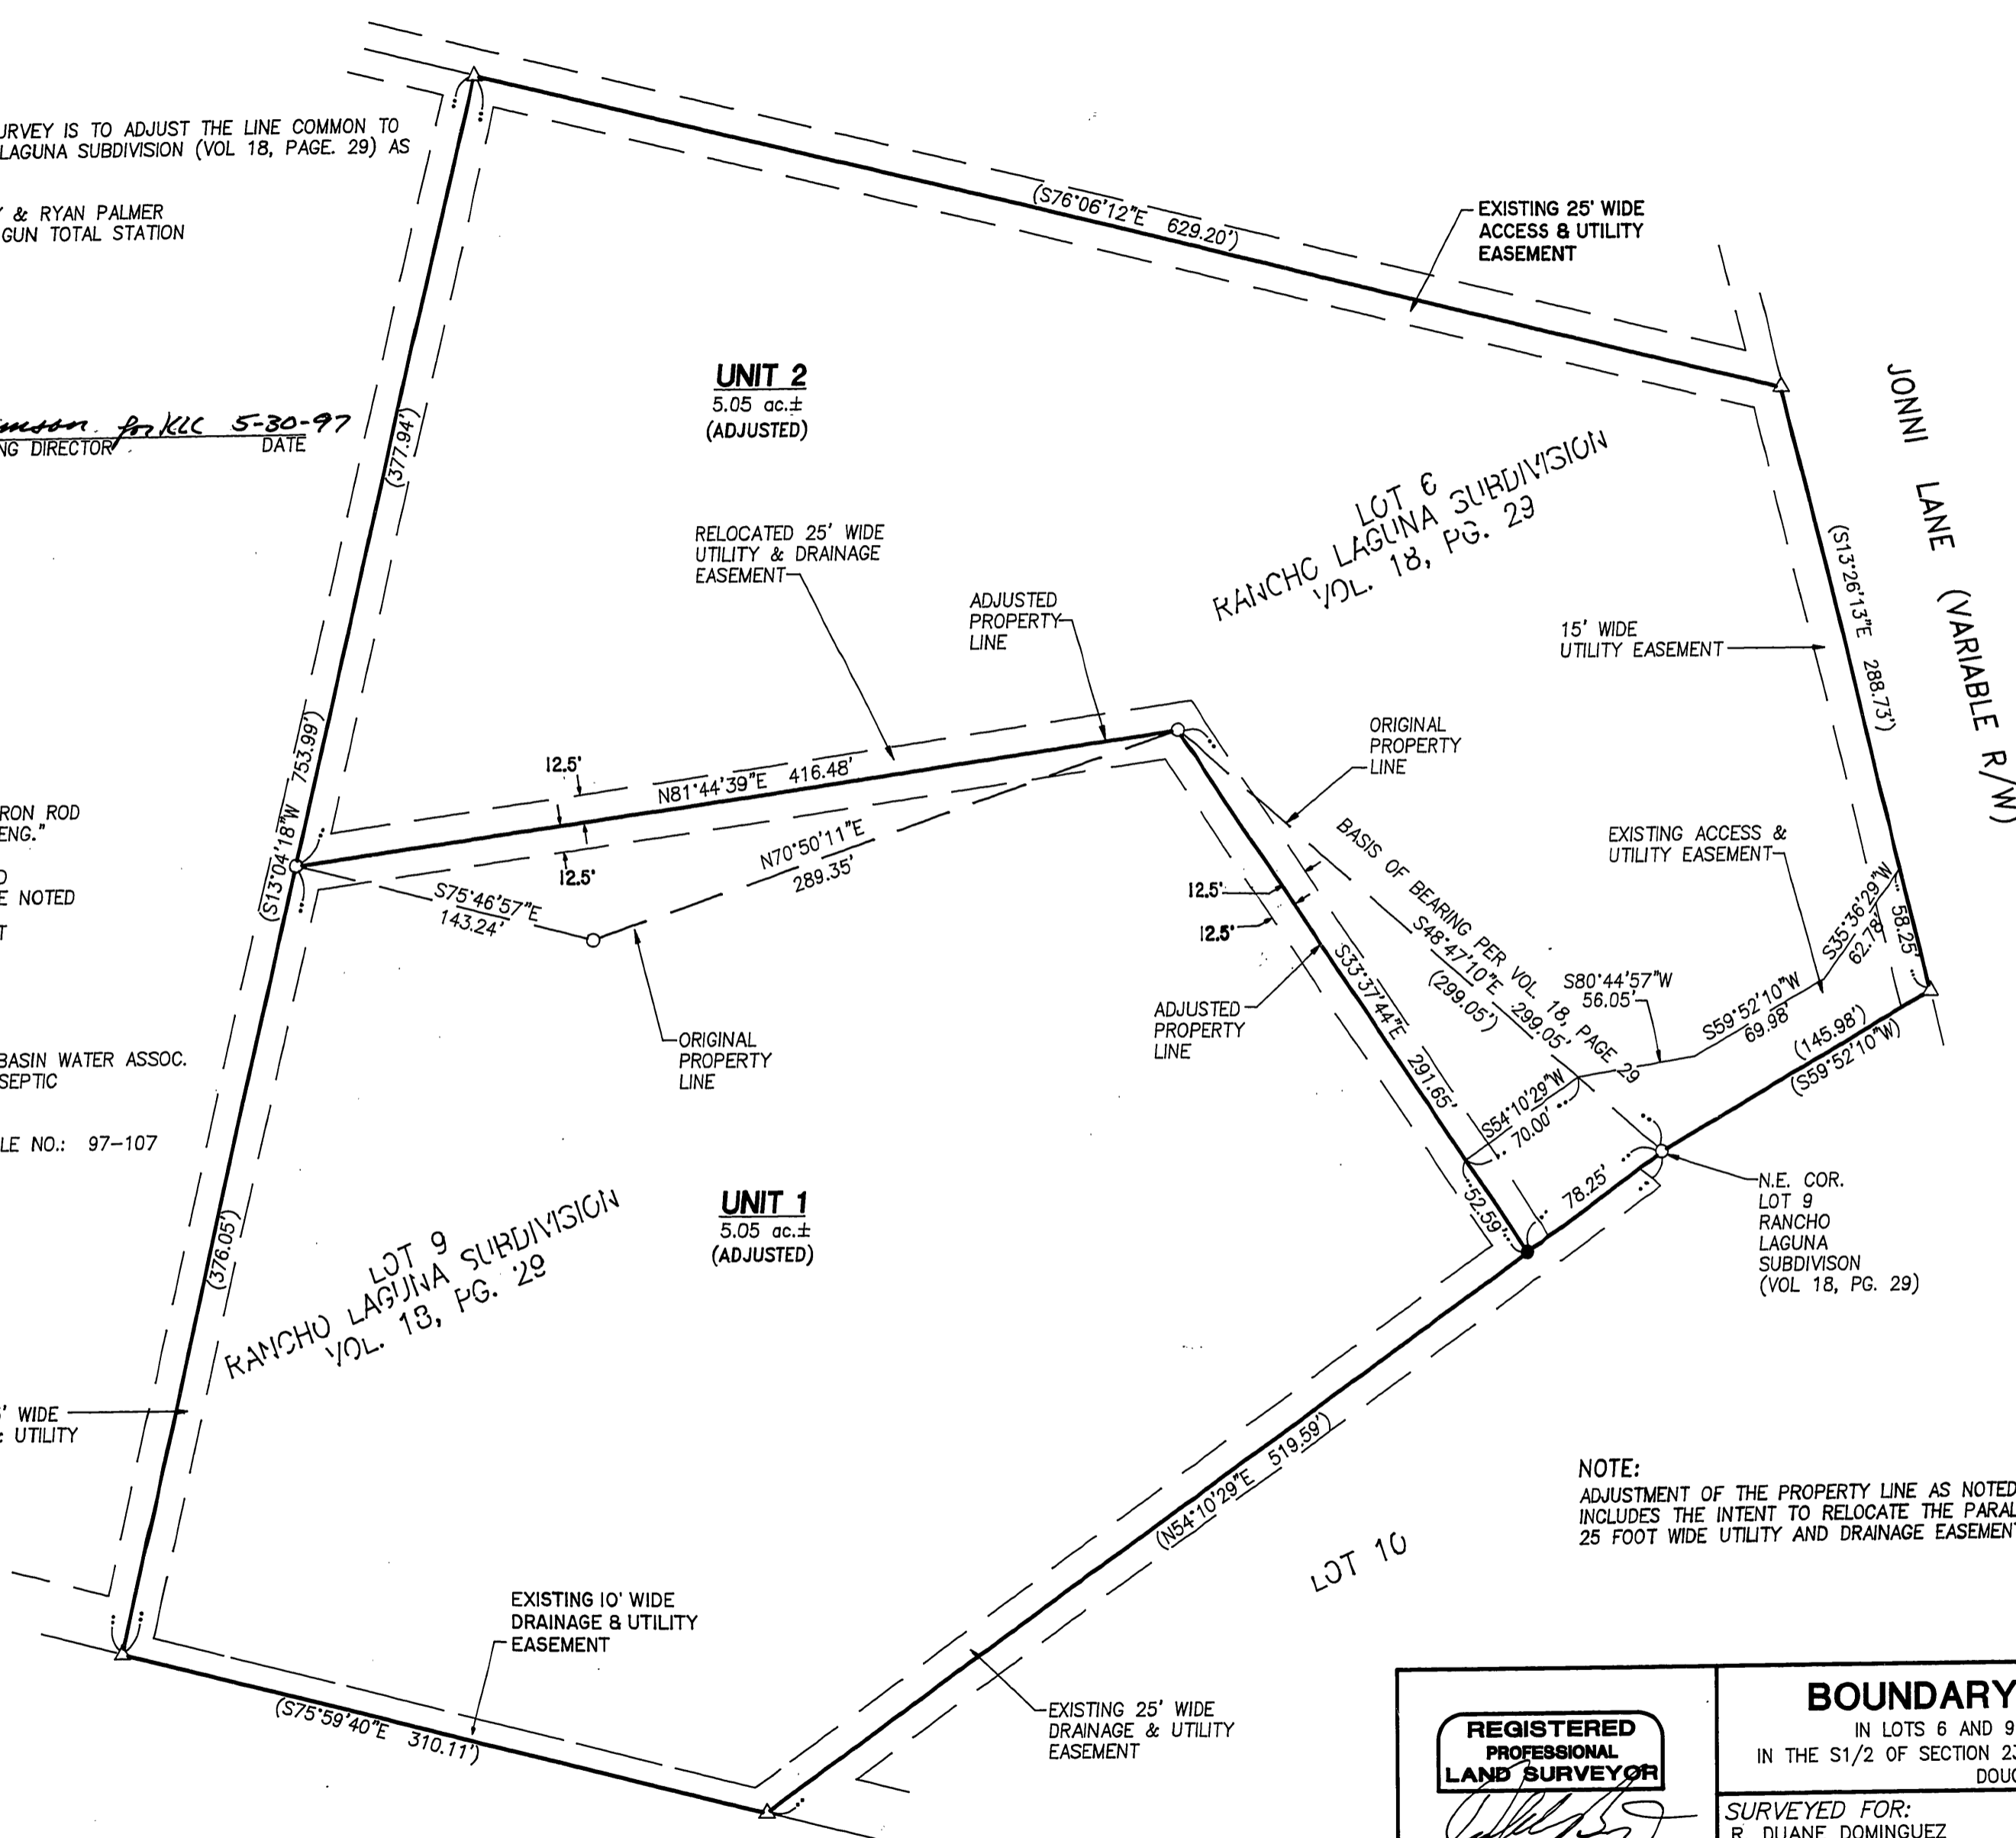 URVEY IS TO ADJUST THE LINE COMMON TO
LAGUNA SUBDIVISION (VOL 18, PAGE. 29) AS
& RYAN PALMER
GUN TOTAL STATION
for KLC 5-30-97
NG DIRECTOR DATE
RON ROD
ENG."
E NOTED
BASIN WATER ASSOC.
SEPTIC
LE NO.: 97-107
' WIDE
UTILITY
(S76°06'12"E 629.20')
EXISTING 25' WIDE
ACCESS & UTILITY
EASEMENT
UNIT 2
5.05 ac.±
(ADJUSTED)
(377.94')
LOT 6
RANCHO LAGUNA SUBDIVISION
VOL. 18, PG. 29
JONNI LANE (VARIABLE R/W)
(S13°26'13"E 288.73')
15' WIDE
UTILITY EASEMENT
RELOCATED 25' WIDE
UTILITY & DRAINAGE
EASEMENT
ADJUSTED
PROPERTY
LINE
ORIGINAL
PROPERTY
LINE
(S13°04'18"W 753.99')
12.5'
N81°44'39"E 416.48'
12.5'
N70°50'11"E
289.35'
S75°46'57"E
143.24'
ORIGINAL
PROPERTY
LINE
EXISTING ACCESS &
UTILITY EASEMENT
BASIS OF BEARING PER VOL. 18, PAGE 29
S48°47'10"E 299.05'
(299.05')
12.5'
12.5'
S33°37'44"E 291.65'
ADJUSTED
PROPERTY
LINE
S80°44'57"W
56.05'
S59°52'10"W
69.98'
S35°36'29"W
62.78'
58.25'
(145.98')
(S59°52'10"W)
S54°10'29"W
70.00'
52.59'
78.25'
N.E. COR.
LOT 9
RANCHO
LAGUNA
SUBDIVISON
(VOL 18, PG. 29)
(376.05')
UNIT 1
5.05 ac.±
(ADJUSTED)
LOT 9
RANCHO LAGUNA SUBDIVISION
VOL. 18, PG. 29
(N54°10'29"E 519.59')
LOT 10
NOTE:
ADJUSTMENT OF THE PROPERTY LINE AS NOTED
INCLUDES THE INTENT TO RELOCATE THE PARAL
25 FOOT WIDE UTILITY AND DRAINAGE EASEMENT
EXISTING 10' WIDE
DRAINAGE & UTILITY
EASEMENT
(S75°59'40"E 310.11')
EXISTING 25' WIDE
DRAINAGE & UTILITY
EASEMENT
REGISTERED
PROFESSIONAL
LAND SURVEYOR
BOUNDARY
IN LOTS 6 AND 9
IN THE S1/2 OF SECTION 23
DOUG
SURVEYED FOR:
R. DUANE DOMINGUEZ